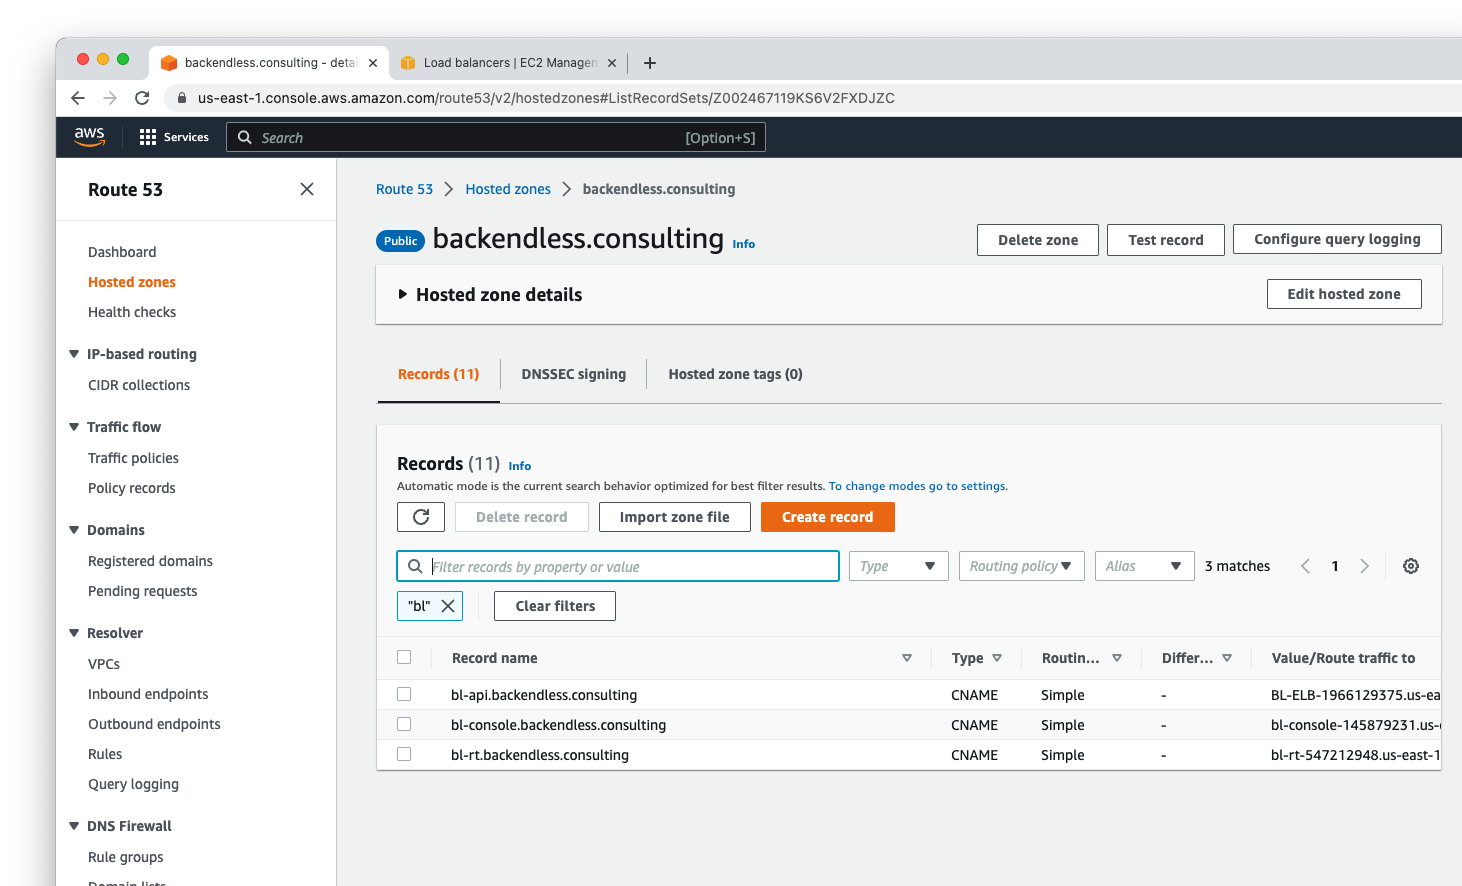 backendless.consulting - detai
Load balancers | EC2 Managem
us-east-1.console.aws.amazon.com/route53/v2/hostedzones#ListRecordSets/Z002467119KS6V2FXDJZC
aws
Services
Search
[Option+S]
Route 53
Dashboard
Hosted zones
Health checks
IP-based routing
CIDR collections
Traffic flow
Traffic policies
Policy records
Domains
Registered domains
Pending requests
Resolver
VPCs
Inbound endpoints
Outbound endpoints
Rules
Query logging
DNS Firewall
Rule groups
Domain lists
Route 53 > Hosted zones > backendless.consulting
Public backendless.consulting Info
Delete zone
Test record
Configure query logging
Hosted zone details
Edit hosted zone
Records (11)
DNSSEC signing
Hosted zone tags (0)
Records (11) Info
Automatic mode is the current search behavior optimized for best filter results. To change modes go to settings.
Delete record
Import zone file
Create record
Filter records by property or value
Type
Routing policy
Alias
3 matches
1
"bl"
Clear filters
Record name Type Routin... Differ... Value/Route traffic to
bl-api.backendless.consulting CNAME Simple - BL-ELB-1966129375.us-ea
bl-console.backendless.consulting CNAME Simple - bl-console-145879231.us-
bl-rt.backendless.consulting CNAME Simple - bl-rt-547212948.us-east-1